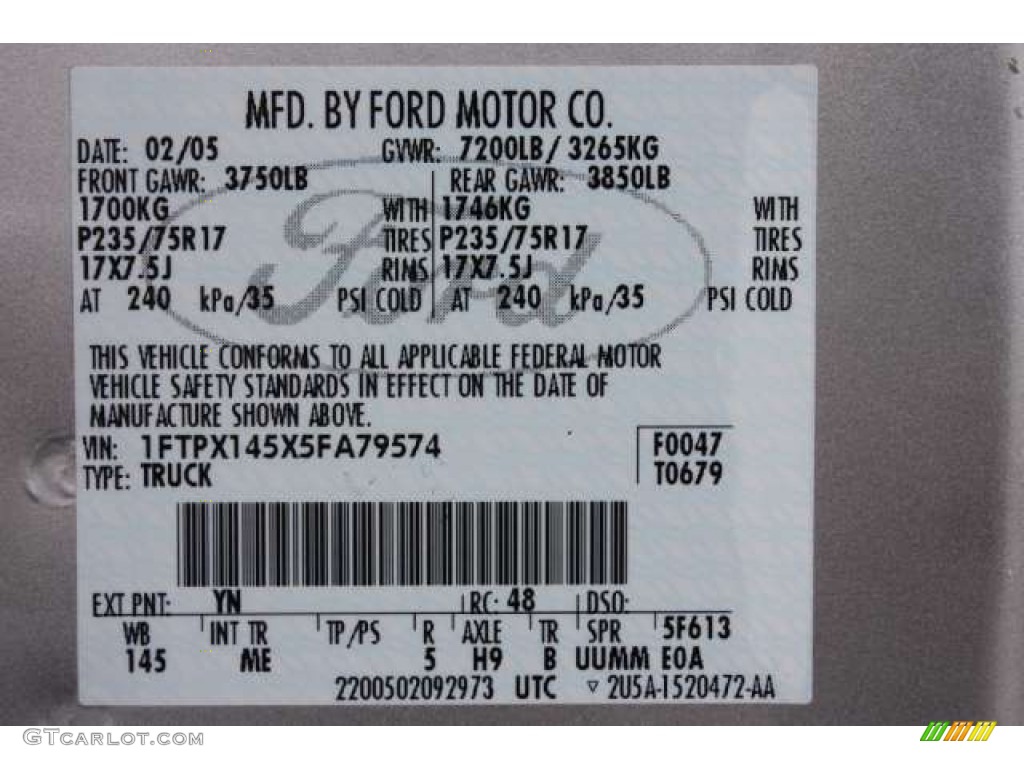 MFD. BY FORD MOTOR CO.
DATE: 02/05 GVWR: 7200LB/ 3265KG
FRONT GAWR: 3750LB REAR GAWR: 3850LB
1700KG WITH 1746KG WITH
P235/75R17 TIRES P235/75R17 TIRES
17X7.5J RIMS 17X7.5J RIMS
AT 240 kPa/35 PSI COLD AT 240 kPa/35 PSI COLD
Ford
THIS VEHICLE CONFORMS TO ALL APPLICABLE FEDERAL MOTOR
VEHICLE SAFETY STANDARDS IN EFFECT ON THE DATE OF
MANUFACTURE SHOWN ABOVE.
VIN: 1FTPX145X5FA79574 F0047
TYPE: TRUCK T0679
EXT PNT: YN RC: 48 DSO:
WB INT TR TP/PS R AXLE TR SPR 5F613
145 ME 5 H9 B UUMM EOA
2200502092973 UTC ▽ 2U5A-1520472-AA
GTCARLOT.COM